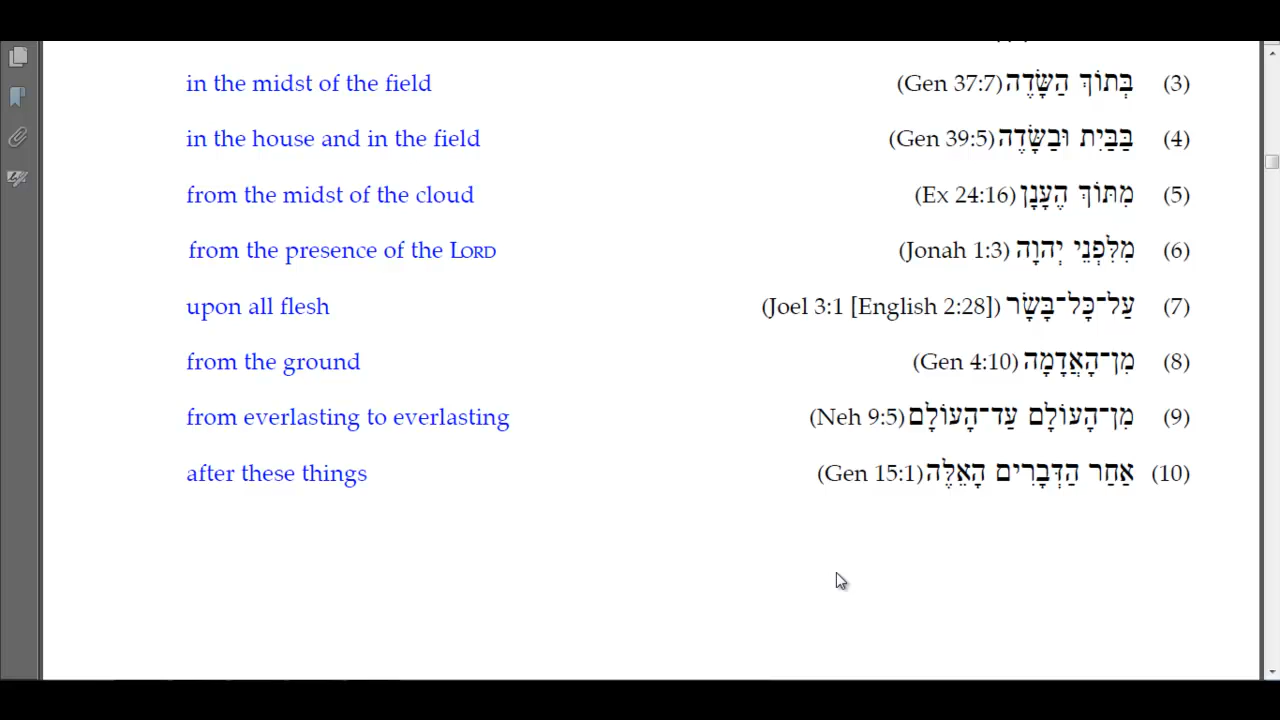 in the midst of the field (Gen 37:7) בְּתוֹךְ הַשָּׂדֶה (3)
in the house and in the field (Gen 39:5) בַּבַּיִת וּבַשָּׂדֶה (4)
from the midst of the cloud (Ex 24:16) מִתּוֹךְ הֶעָנָן (5)
from the presence of the LORD (Jonah 1:3) מִלִּפְנֵי יְהוָה (6)
upon all flesh (Joel 3:1 [English 2:28]) עַל־כָּל־בָּשָׂר (7)
from the ground (Gen 4:10) מִן־הָאֲדָמָה (8)
from everlasting to everlasting (Neh 9:5) מִן־הָעוֹלָם עַד־הָעוֹלָם (9)
after these things (Gen 15:1) אַחַר הַדְּבָרִים הָאֵלֶּה (10)